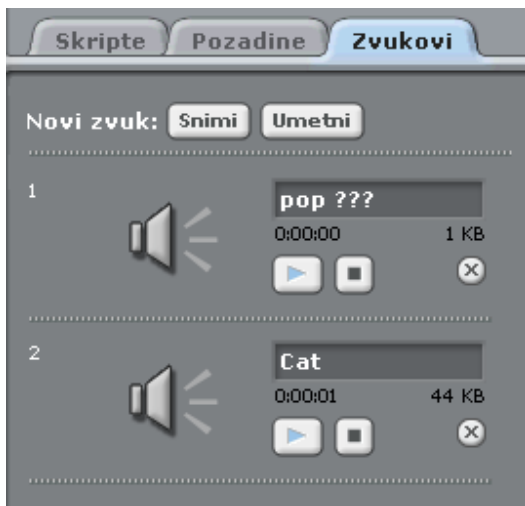 Skripte Pozadine Zvukovi
Novi zvuk: Snimi Umetni
1
pop ???
0:00:00 1 KB
2
Cat
0:00:01 44 KB